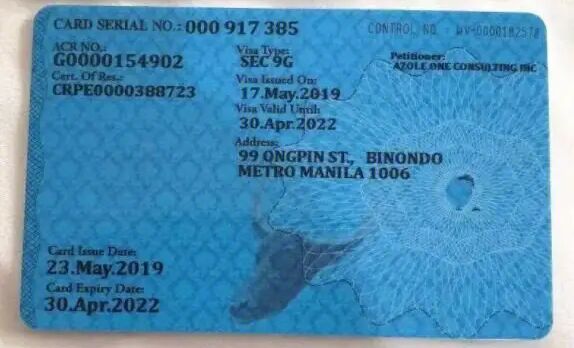 CARD SERIAL NO.: 000 917 385
CONTROL NO.: WV-0000182578
ACR NO.:
G0000154902
Cert. Of Res.:
CRPE0000388723
Visa Type:
SEC 9G
Visa Issued On:
17.May.2019
Visa Valid Until:
30.Apr.2022
Petitioner:
AZOLE ONE CONSULTING INC
Address:
99 ONGPIN ST., BINONDO
METRO MANILA 1006
Card Issue Date:
23.May.2019
Card Expiry Date:
30.Apr.2022